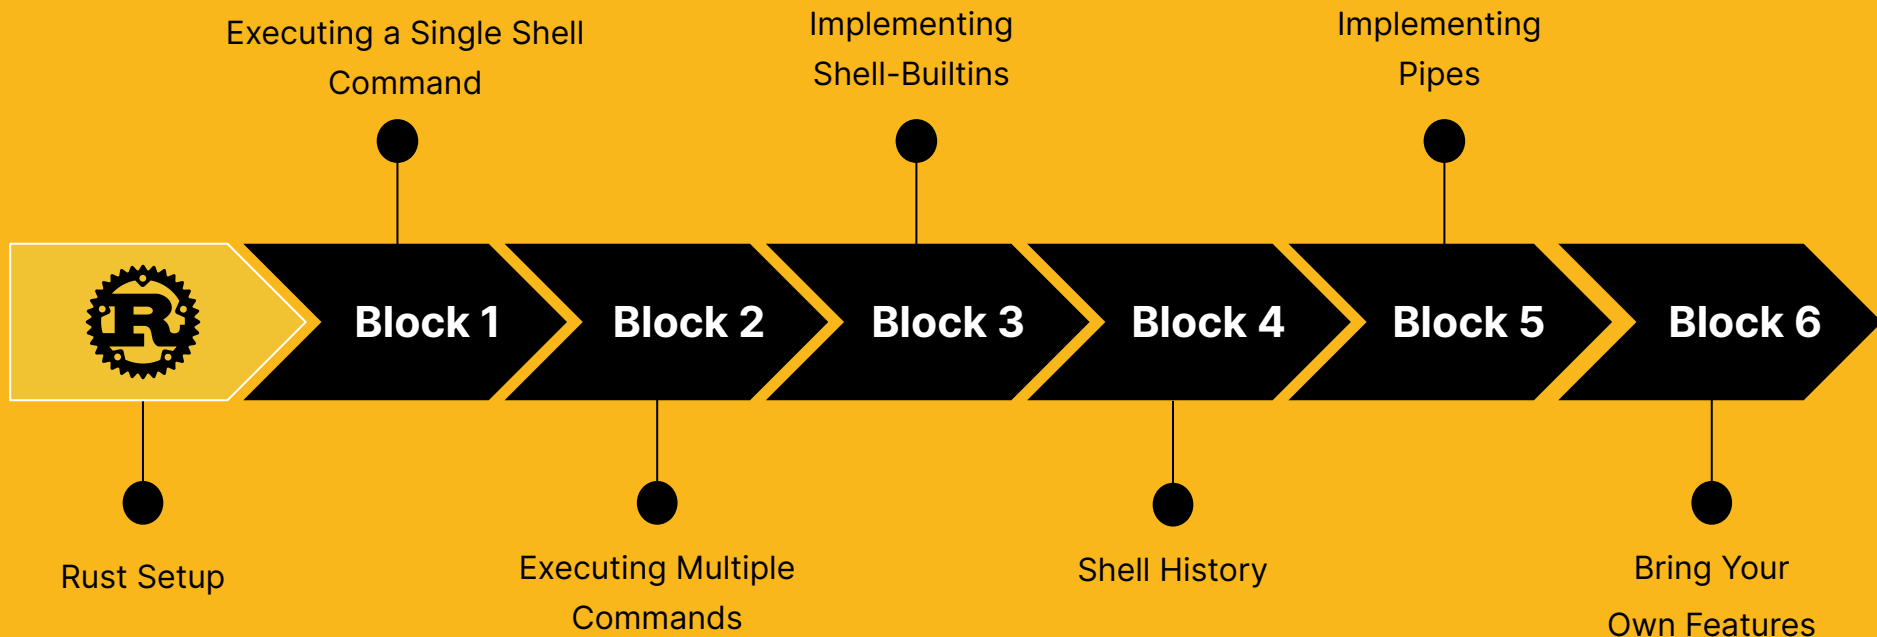 Executing a Single Shell
Command
Implementing
Shell-Builtins
Implementing
Pipes
R
Block 1
Block 2
Block 3
Block 4
Block 5
Block 6
Rust Setup
Executing Multiple
Commands
Shell History
Bring Your
Own Features